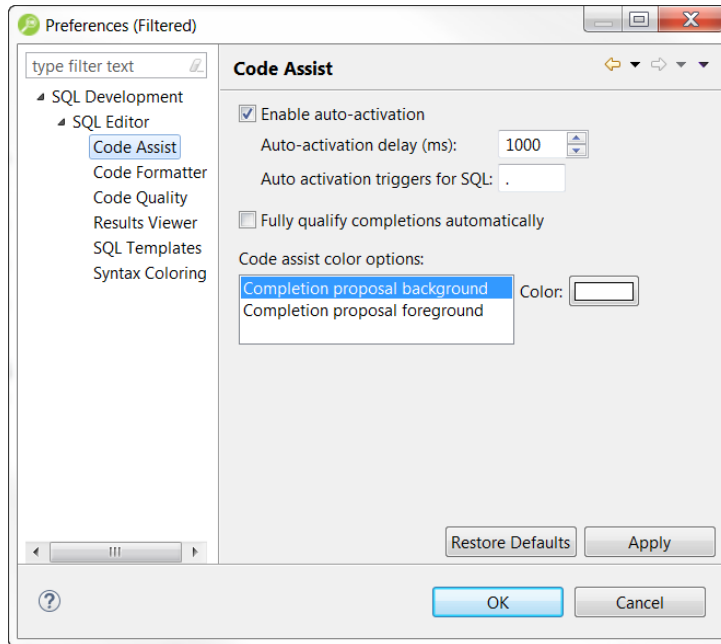 Preferences (Filtered)
type filter text
SQL Development
SQL Editor
Code Assist
Code Formatter
Code Quality
Results Viewer
SQL Templates
Syntax Coloring
Code Assist
Enable auto-activation
Auto-activation delay (ms): 1000
Auto activation triggers for SQL: .
Fully qualify completions automatically
Code assist color options:
Completion proposal background
Completion proposal foreground
Color:
Restore Defaults
Apply
OK
Cancel